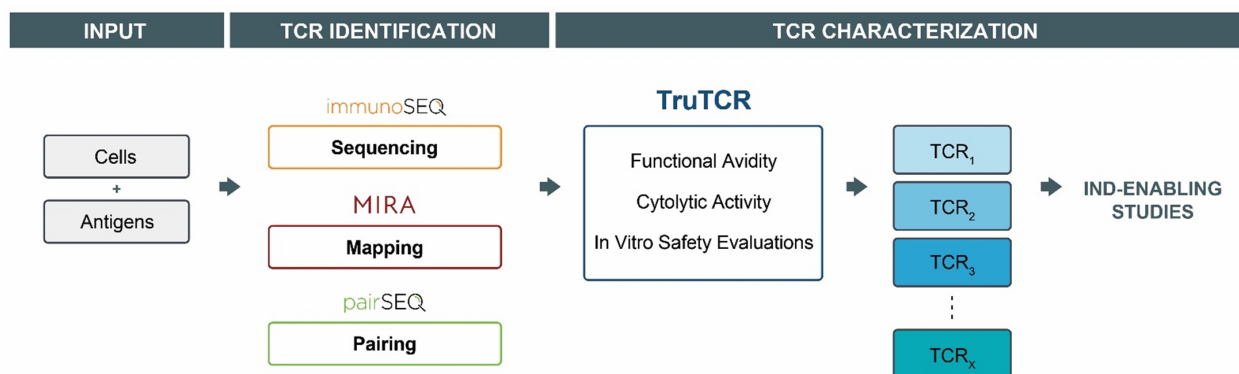 INPUT
TCR IDENTIFICATION
TCR CHARACTERIZATION
Cells
+
Antigens
immunoSEQ
Sequencing
MIRA
Mapping
pairSEQ
Pairing
TruTCR
Functional Avidity
Cytolytic Activity
In Vitro Safety Evaluations
TCR₁
TCR₂
TCR₃
TCRₓ
IND-ENABLING
STUDIES